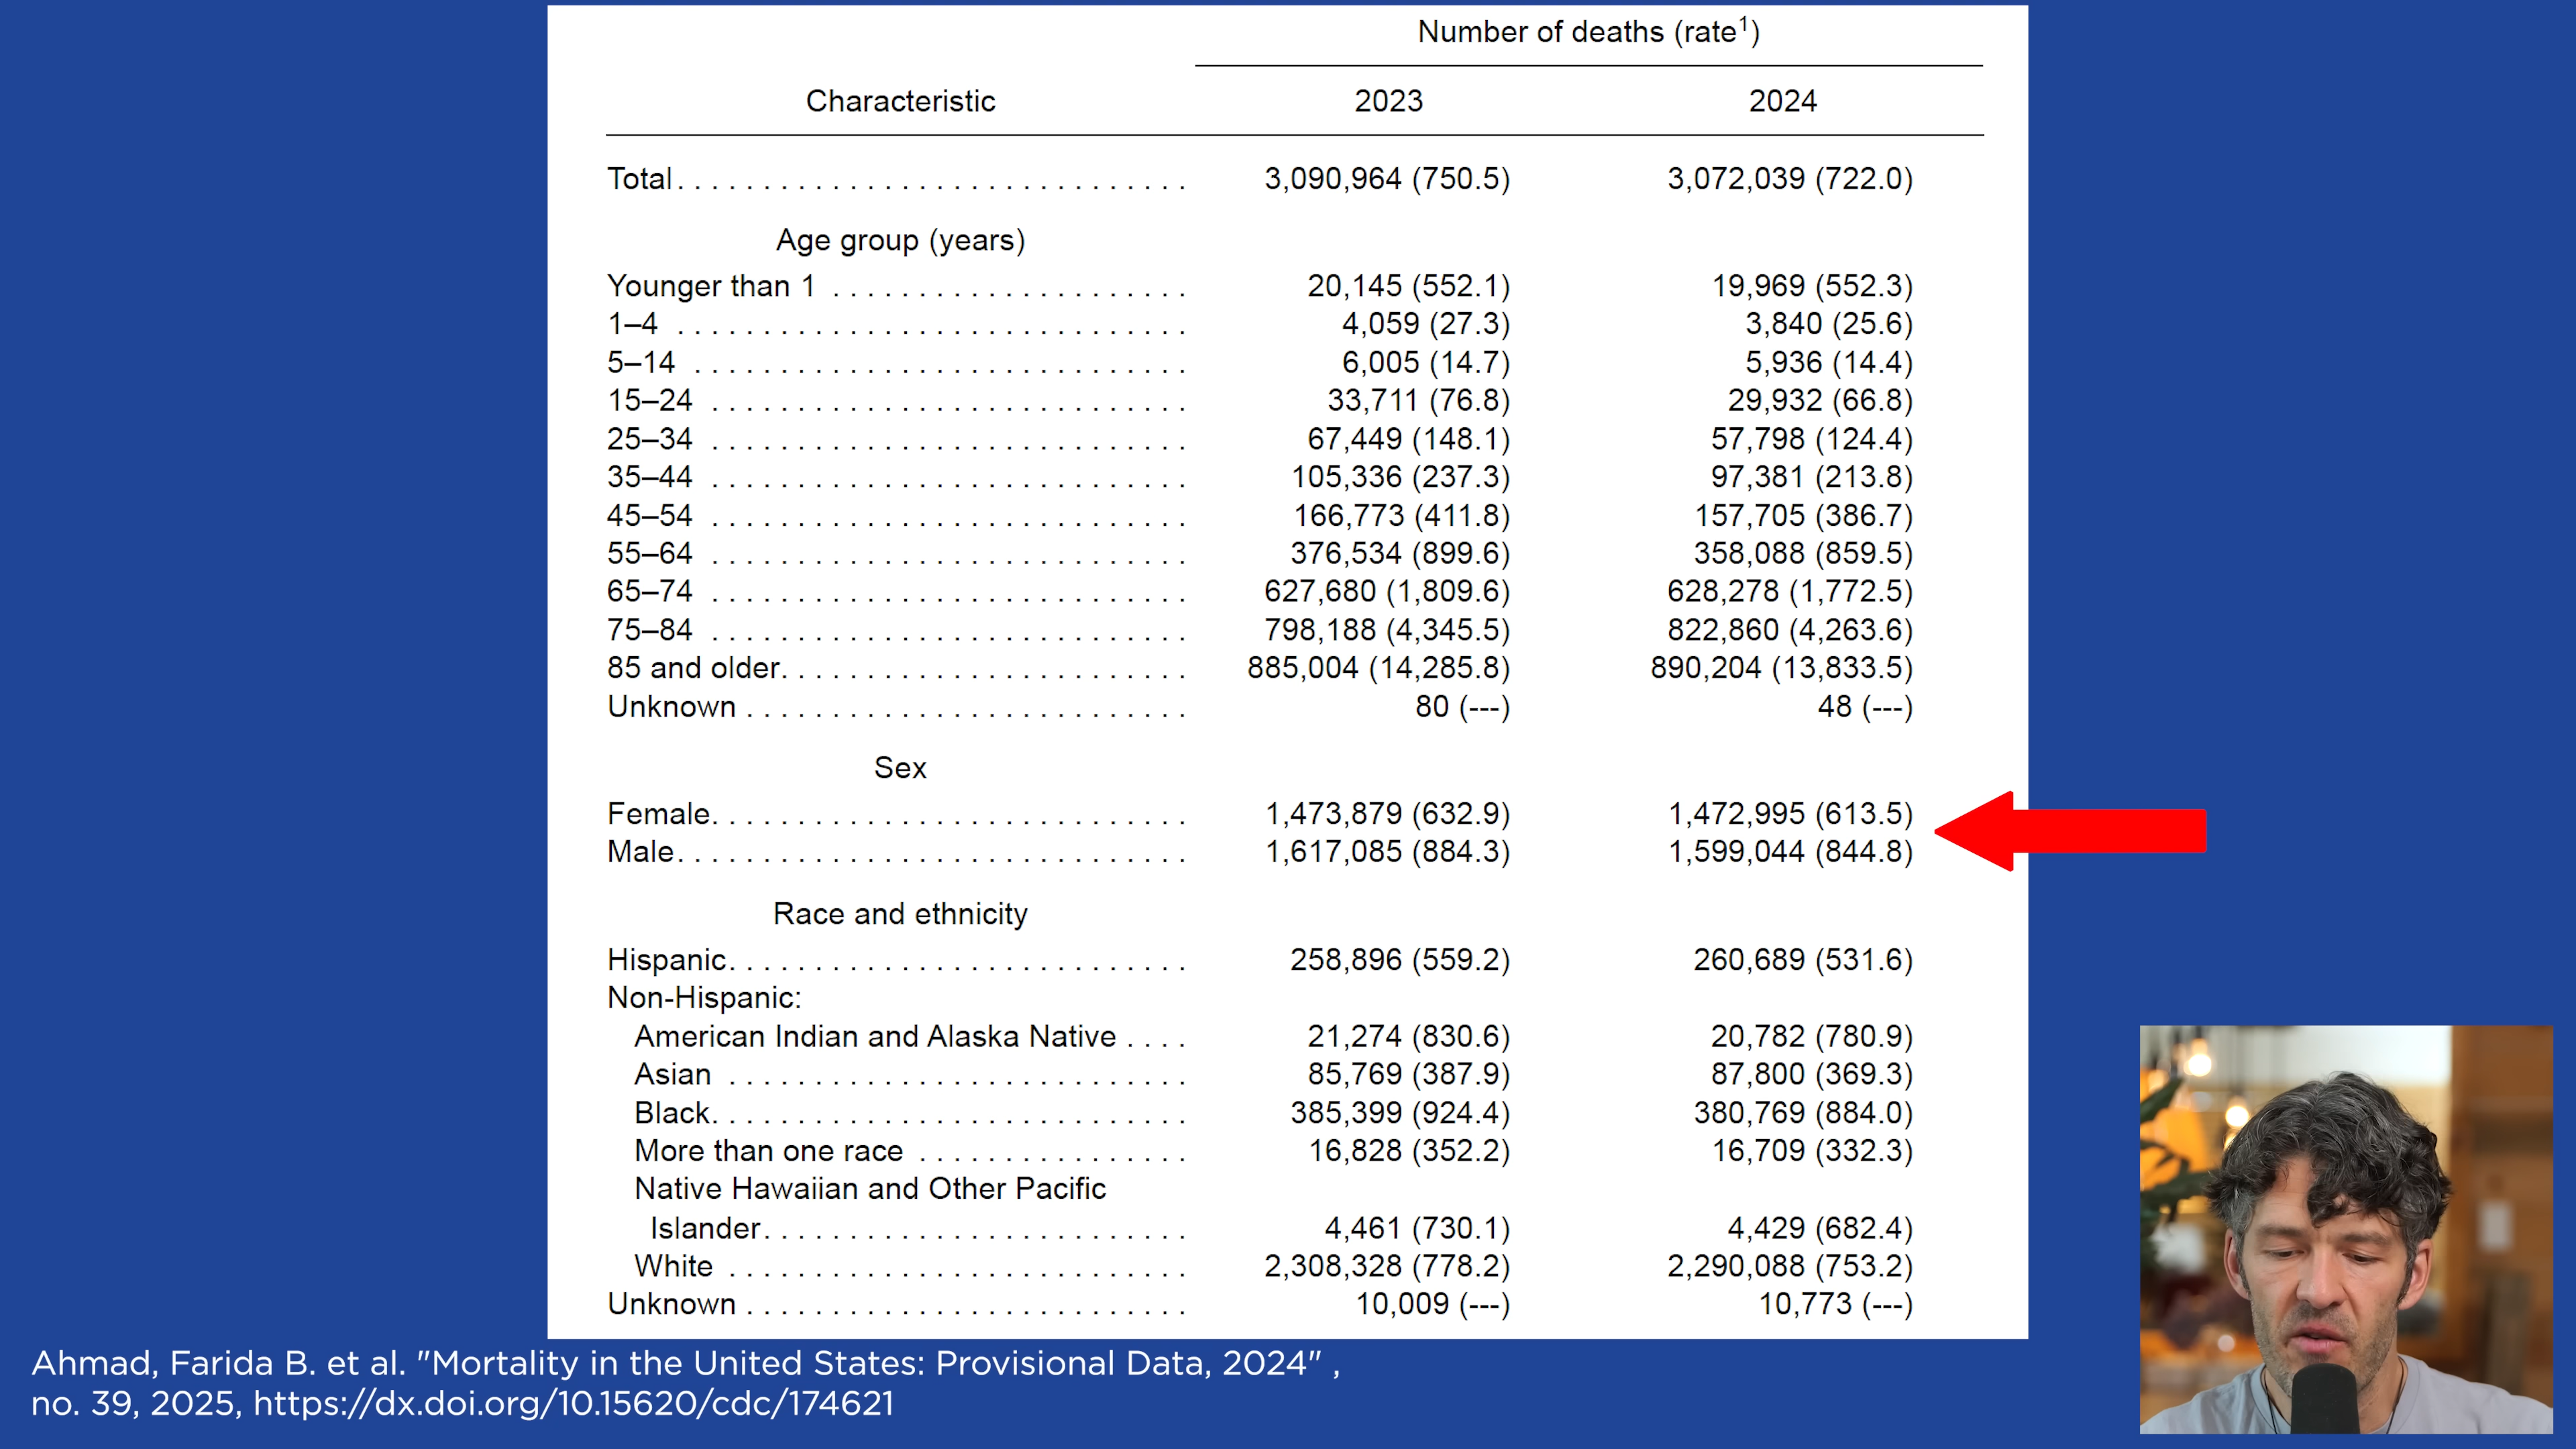 Number of deaths (rate1)
Characteristic 2023 2024
Total. . . . . . . . . . . . . . . . . . . . . . . . . . . . . . 3,090,964 (750.5) 3,072,039 (722.0)
Age group (years)
Younger than 1 . . . . . . . . . . . . . . . . . . . . . 20,145 (552.1) 19,969 (552.3)
1–4 . . . . . . . . . . . . . . . . . . . . . . . . . . . . . . 4,059 (27.3) 3,840 (25.6)
5–14 . . . . . . . . . . . . . . . . . . . . . . . . . . . . . 6,005 (14.7) 5,936 (14.4)
15–24 . . . . . . . . . . . . . . . . . . . . . . . . . . . . 33,711 (76.8) 29,932 (66.8)
25–34 . . . . . . . . . . . . . . . . . . . . . . . . . . . . 67,449 (148.1) 57,798 (124.4)
35–44 . . . . . . . . . . . . . . . . . . . . . . . . . . . . 105,336 (237.3) 97,381 (213.8)
45–54 . . . . . . . . . . . . . . . . . . . . . . . . . . . . 166,773 (411.8) 157,705 (386.7)
55–64 . . . . . . . . . . . . . . . . . . . . . . . . . . . . 376,534 (899.6) 358,088 (859.5)
65–74 . . . . . . . . . . . . . . . . . . . . . . . . . . . . 627,680 (1,809.6) 628,278 (1,772.5)
75–84 . . . . . . . . . . . . . . . . . . . . . . . . . . . . 798,188 (4,345.5) 822,860 (4,263.6)
85 and older. . . . . . . . . . . . . . . . . . . . . . . . 885,004 (14,285.8) 890,204 (13,833.5)
Unknown . . . . . . . . . . . . . . . . . . . . . . . . . . 80 (---) 48 (---)
Sex
Female. . . . . . . . . . . . . . . . . . . . . . . . . . . . 1,473,879 (632.9) 1,472,995 (613.5)
Male. . . . . . . . . . . . . . . . . . . . . . . . . . . . . . 1,617,085 (884.3) 1,599,044 (844.8)
Race and ethnicity
Hispanic. . . . . . . . . . . . . . . . . . . . . . . . . . . 258,896 (559.2) 260,689 (531.6)
Non-Hispanic:
American Indian and Alaska Native . . . . 21,274 (830.6) 20,782 (780.9)
Asian . . . . . . . . . . . . . . . . . . . . . . . . . . . 85,769 (387.9) 87,800 (369.3)
Black. . . . . . . . . . . . . . . . . . . . . . . . . . . . 385,399 (924.4) 380,769 (884.0)
More than one race . . . . . . . . . . . . . . . . 16,828 (352.2) 16,709 (332.3)
Native Hawaiian and Other Pacific
Islander. . . . . . . . . . . . . . . . . . . . . . . . . 4,461 (730.1) 4,429 (682.4)
White . . . . . . . . . . . . . . . . . . . . . . . . . . . 2,308,328 (778.2) 2,290,088 (753.2)
Unknown . . . . . . . . . . . . . . . . . . . . . . . . . . 10,009 (---) 10,773 (---)
Ahmad, Farida B. et al. "Mortality in the United States: Provisional Data, 2024" ,
no. 39, 2025, https://dx.doi.org/10.15620/cdc/174621